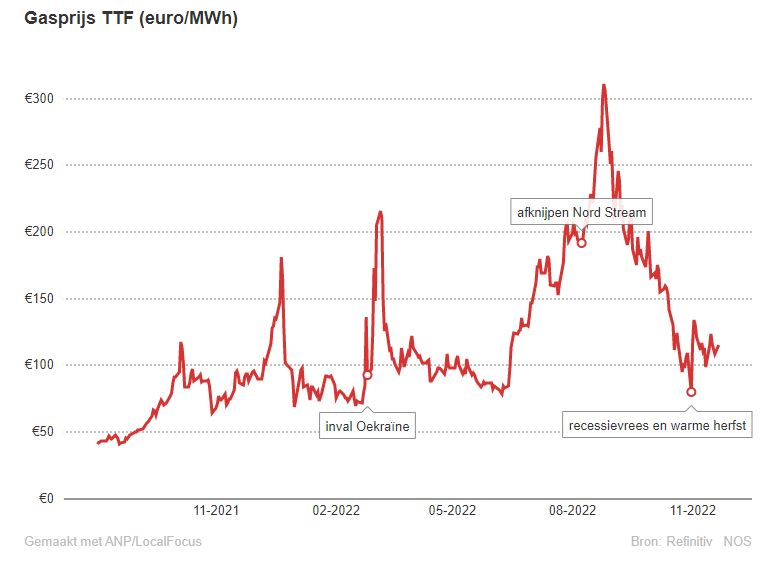 Gasprijs TTF (euro/MWh)
€300
€250
afknijpen Nord Stream
€200
€150
€100
inval Oekraïne
recessievrees en warme herfst
€50
€0
11-2021 02-2022 05-2022 08-2022 11-2022
Gemaakt met ANP/LocalFocus
Bron: Refinitiv NOS